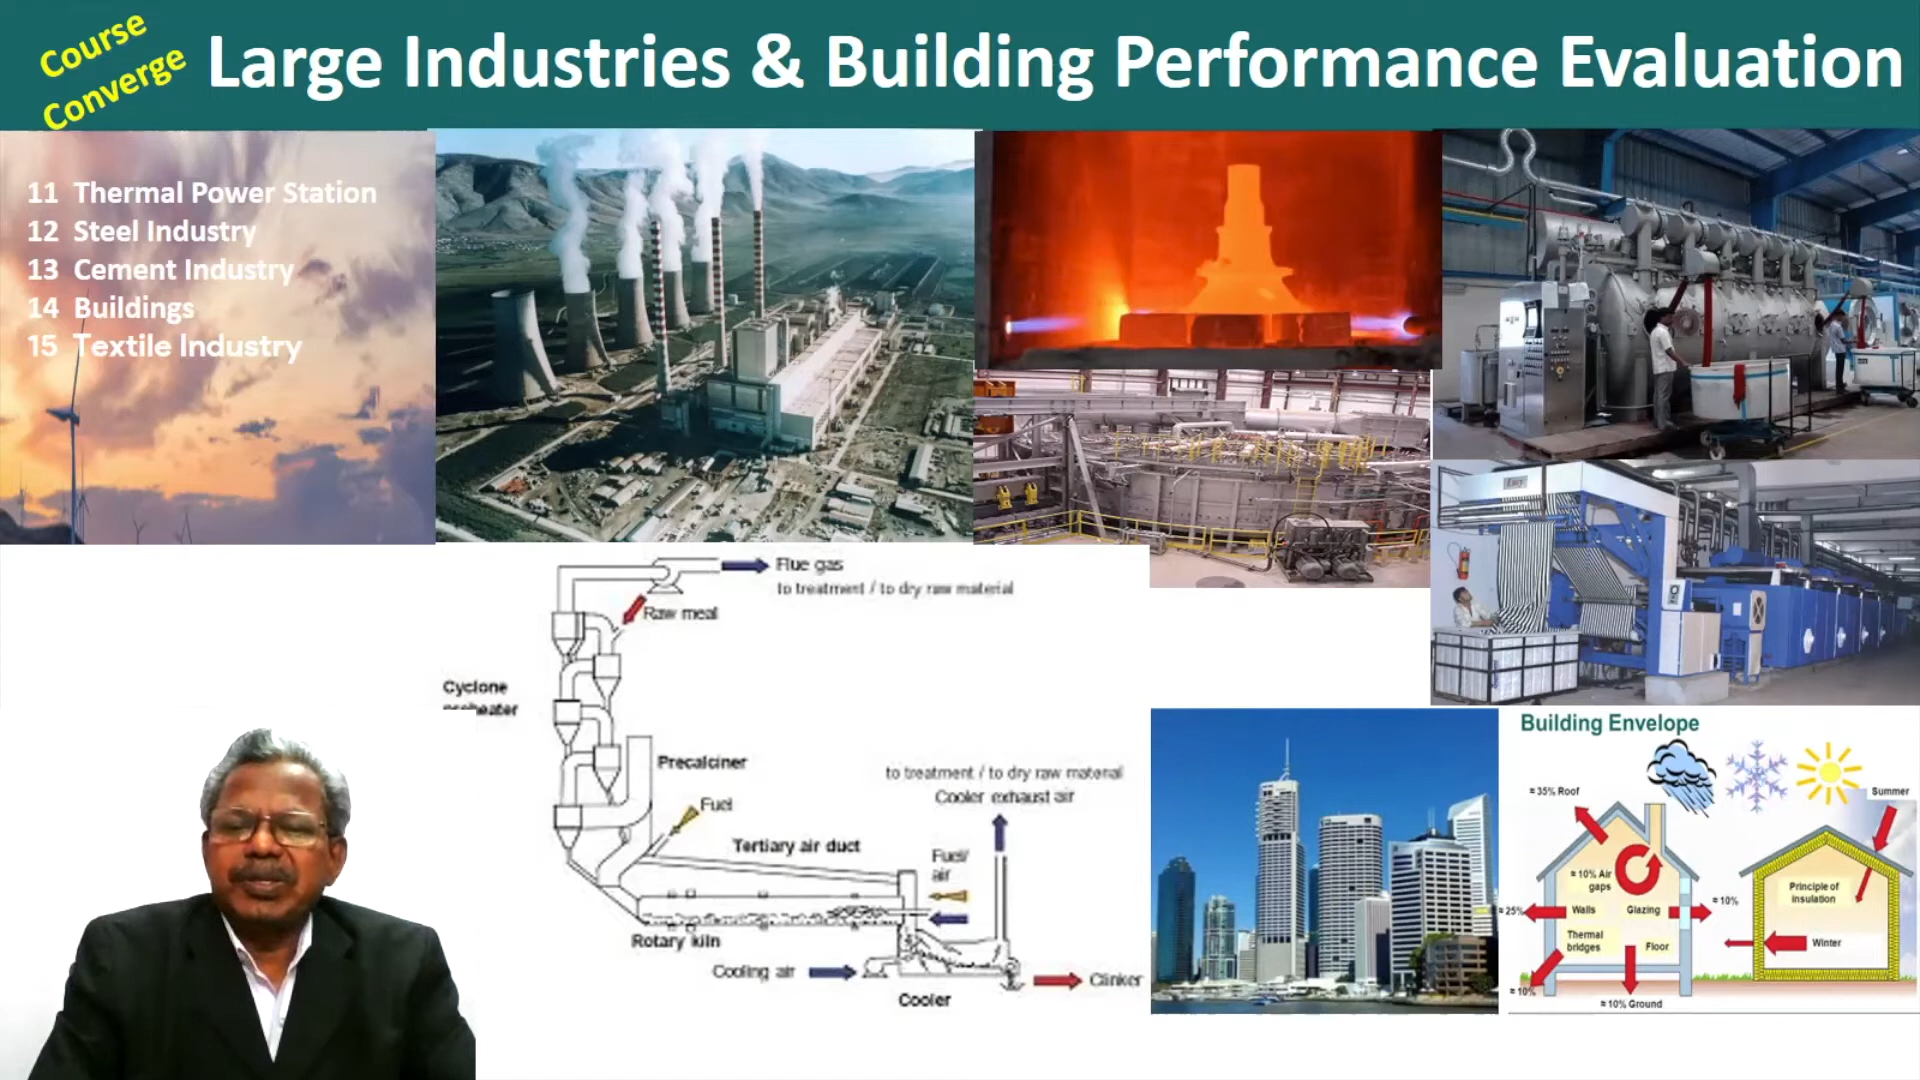 Course
Converge
Large Industries & Building Performance Evaluation
11 Thermal Power Station
12 Steel Industry
13 Cement Industry
14 Buildings
15 Textile Industry
Flue gas
to treatment / to dry raw material
Raw meal
Cyclone
preheater
Precalciner
Fuel
to treatment / to dry raw material
Cooler exhaust air
Tertiary air duct
Fuel/
air
Rotary kiln
Cooling air
Clinker
Cooler
Building Envelope
≈ 35% Roof
Summer
≈ 10% Air
gaps
≈ 25%
Walls
Glazing
≈ 10%
Thermal
bridges
Floor
≈ 10%
≈ 10% Ground
Principle of
insulation
Winter